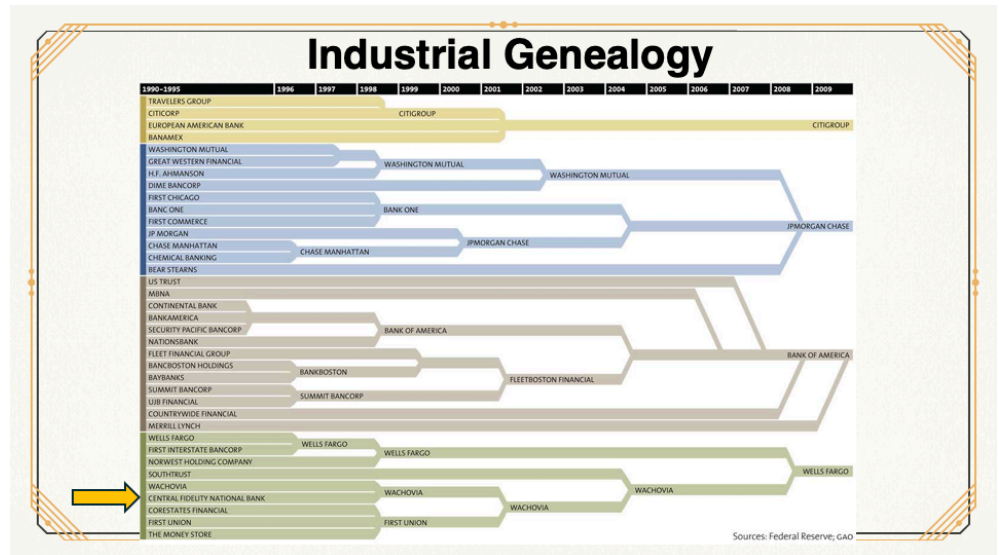 Industrial Genealogy
1990–1995 1996 1997 1998 1999 2000 2001 2002 2003 2004 2005 2006 2007 2008 2009
TRAVELERS GROUP
CITICORP CITIGROUP
EUROPEAN AMERICAN BANK CITIGROUP
BANAMEX
WASHINGTON MUTUAL
GREAT WESTERN FINANCIAL WASHINGTON MUTUAL
H.F. AHMANSON WASHINGTON MUTUAL
DIME BANCORP
FIRST CHICAGO
BANC ONE BANK ONE
FIRST COMMERCE JPMORGAN CHASE
JP MORGAN
CHASE MANHATTAN CHASE MANHATTAN JPMORGAN CHASE
CHEMICAL BANKING
BEAR STEARNS
US TRUST
MBNA
CONTINENTAL BANK
BANKAMERICA
SECURITY PACIFIC BANCORP BANK OF AMERICA
NATIONSBANK
FLEET FINANCIAL GROUP BANK OF AMERICA
BANCBOSTON HOLDINGS BANKBOSTON
BAYBANKS FLEETBOSTON FINANCIAL
SUMMIT BANCORP SUMMIT BANCORP
UJB FINANCIAL
COUNTRYWIDE FINANCIAL
MERRILL LYNCH
WELLS FARGO WELLS FARGO
FIRST INTERSTATE BANCORP WELLS FARGO
NORWEST HOLDING COMPANY
SOUTHTRUST WELLS FARGO
WACHOVIA WACHOVIA WACHOVIA
CENTRAL FIDELITY NATIONAL BANK
CORESTATES FINANCIAL WACHOVIA
FIRST UNION FIRST UNION
THE MONEY STORE
Sources: Federal Reserve; GAO